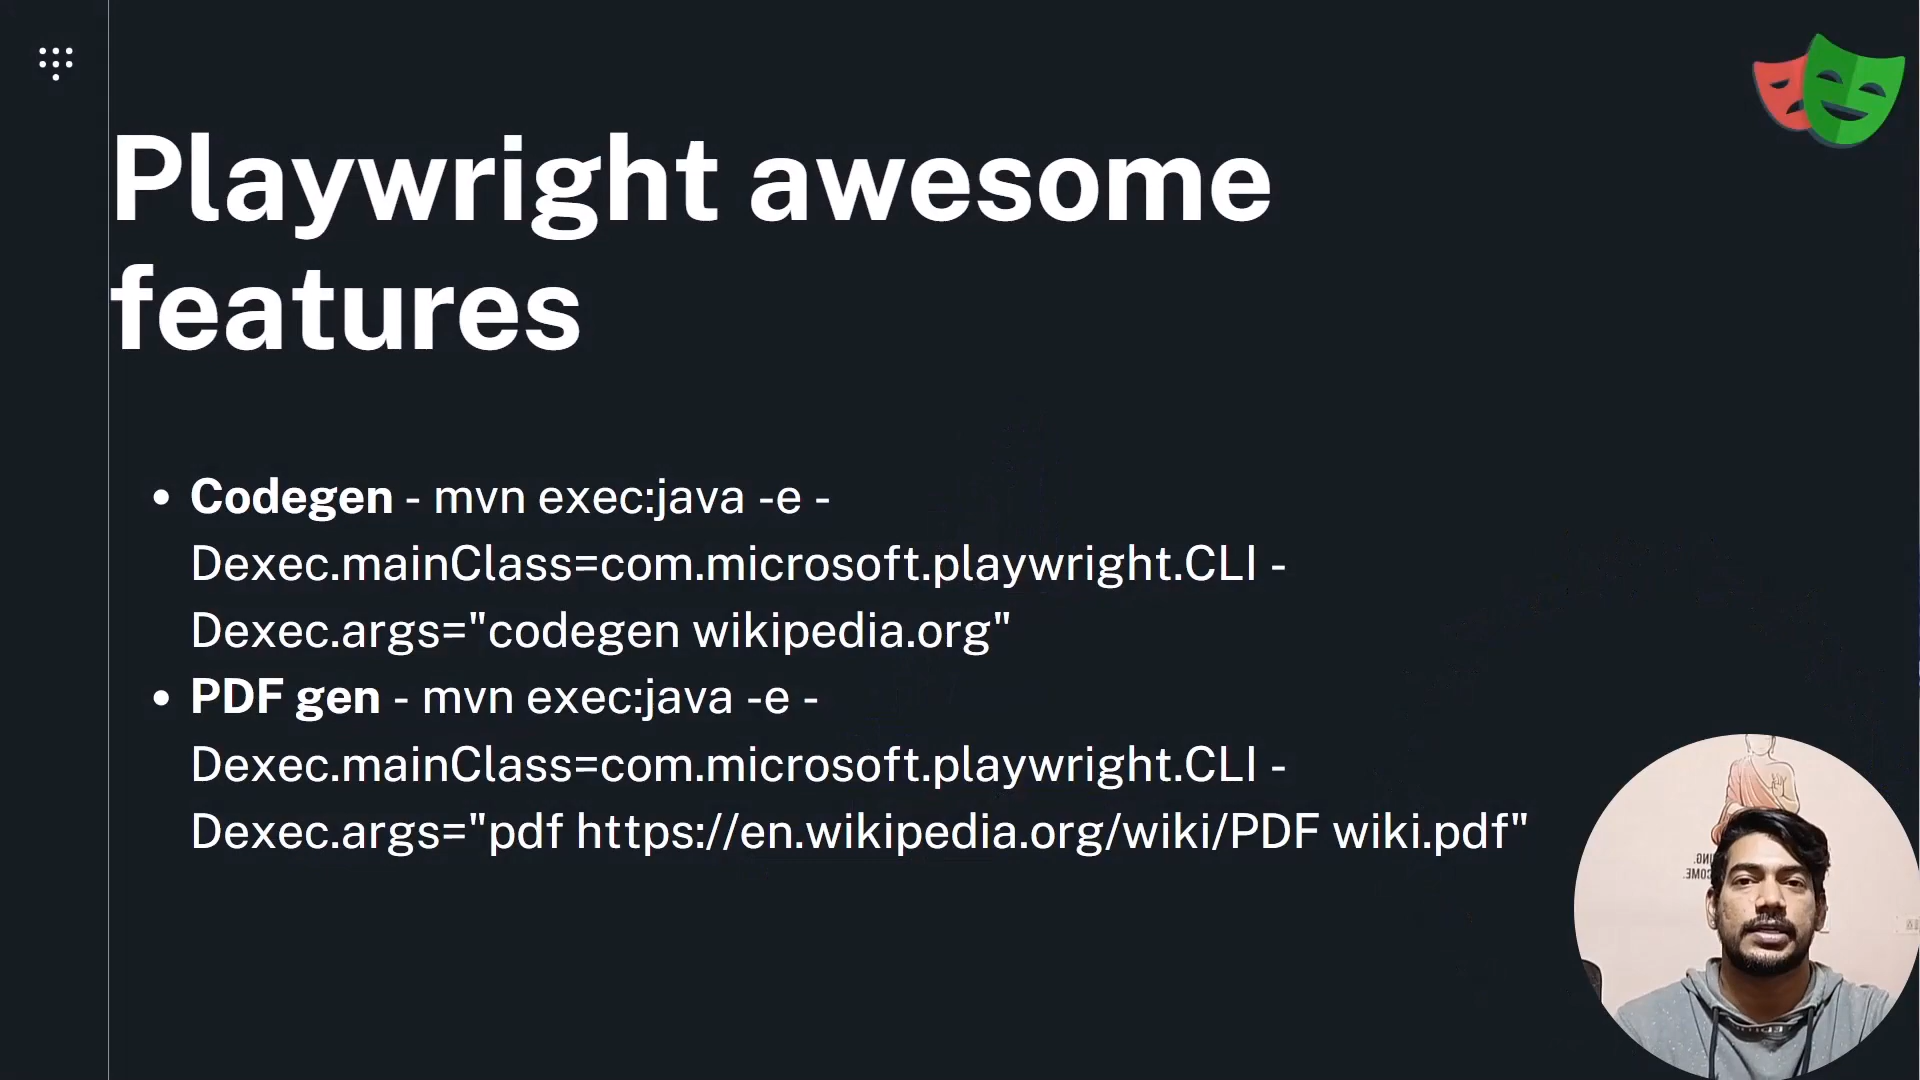 Playwright awesome
features
• Codegen - mvn exec:java -e -
Dexec.mainClass=com.microsoft.playwright.CLI -
Dexec.args="codegen wikipedia.org"
• PDF gen - mvn exec:java -e -
Dexec.mainClass=com.microsoft.playwright.CLI -
Dexec.args="pdf https://en.wikipedia.org/wiki/PDF wiki.pdf"